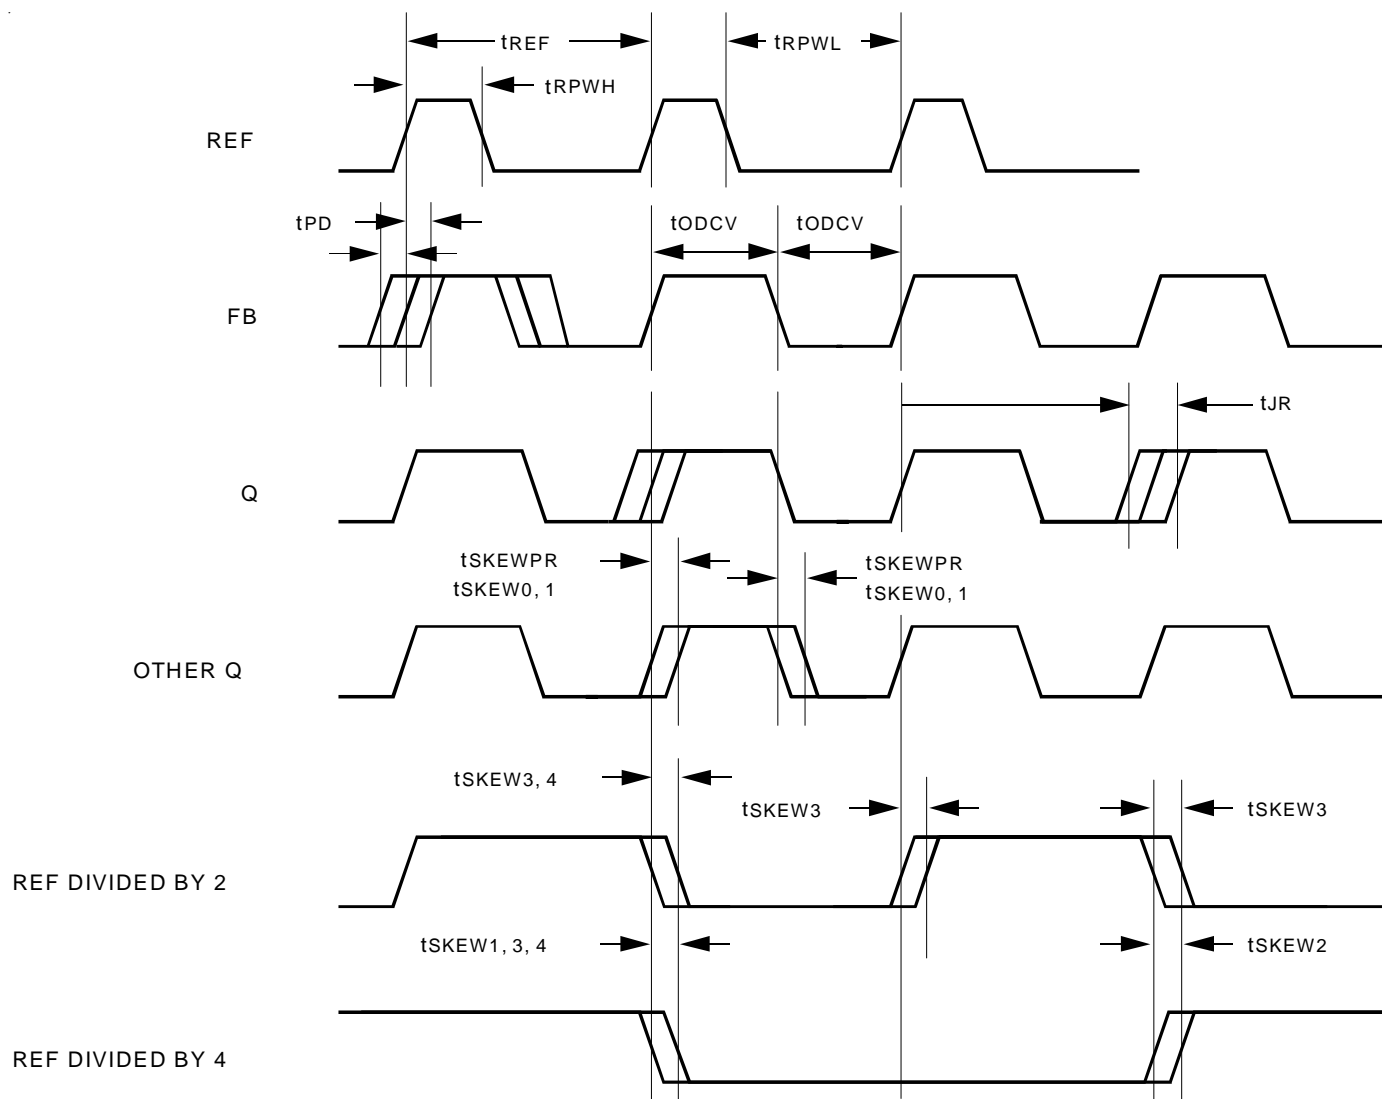 tREF
tRPWL
tRPWH
REF
tPD
tODCV
tODCV
FB
tJR
Q
tSKEWPR
tSKEW0, 1
tSKEWPR
tSKEW0, 1
OTHER Q
tSKEW3, 4
tSKEW3
tSKEW3
REF DIVIDED BY 2
tSKEW1, 3, 4
tSKEW2
REF DIVIDED BY 4